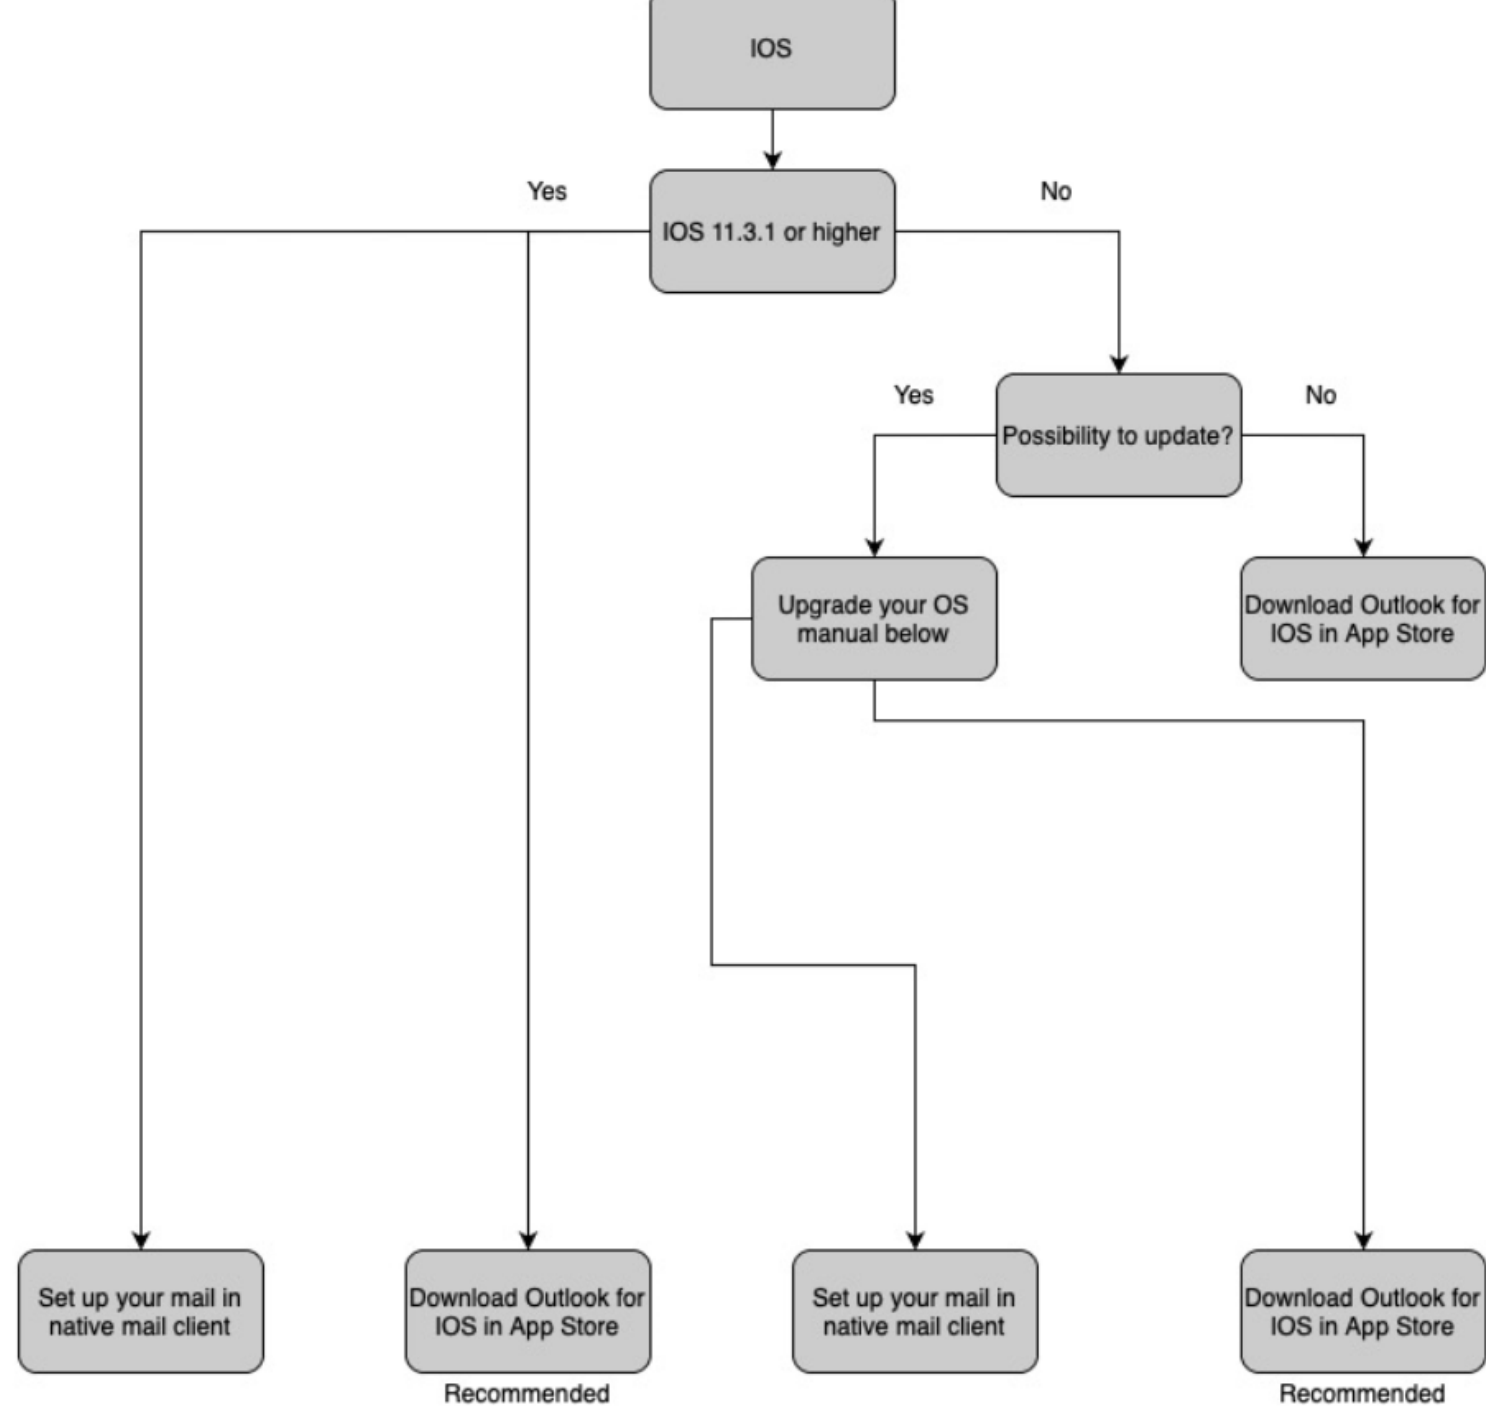 IOS
Yes
No
IOS 11.3.1 or higher
Yes
No
Possibility to update?
Upgrade your OS
manual below
Download Outlook for
IOS in App Store
Set up your mail in
native mail client
Download Outlook for
IOS in App Store
Set up your mail in
native mail client
Download Outlook for
IOS in App Store
Recommended
Recommended